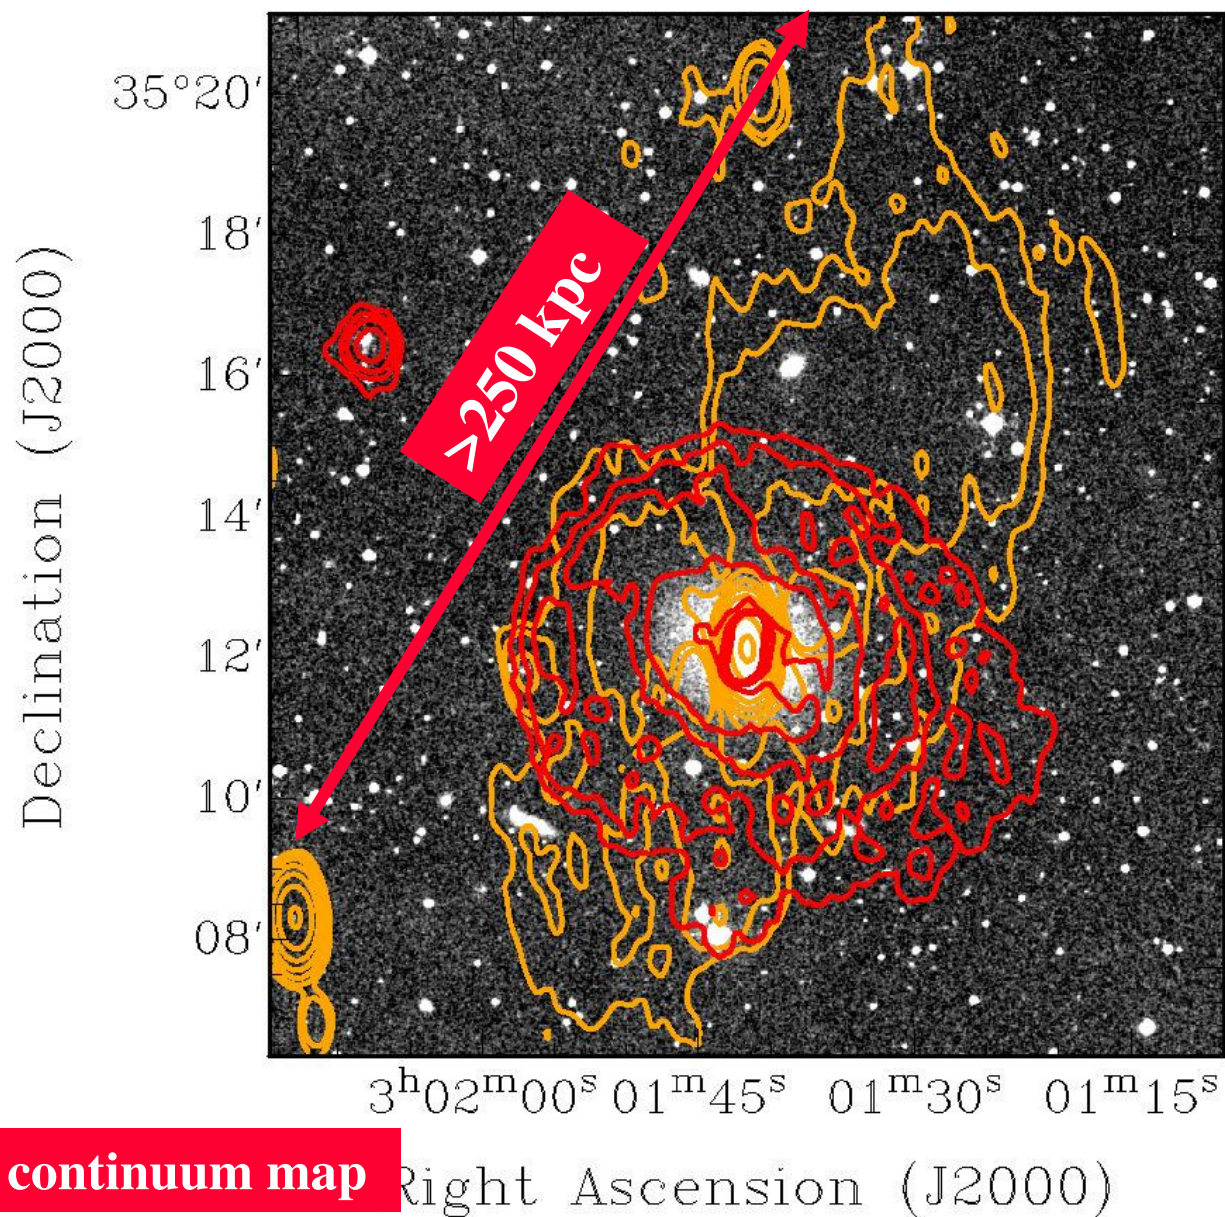 35°20′
18′
16′
14′
12′
10′
08′
Declination (J2000)
>250 kpc
3ʰ02ᵐ00ˢ 01ᵐ45ˢ 01ᵐ30ˢ 01ᵐ15ˢ
continuum map
Right Ascension (J2000)